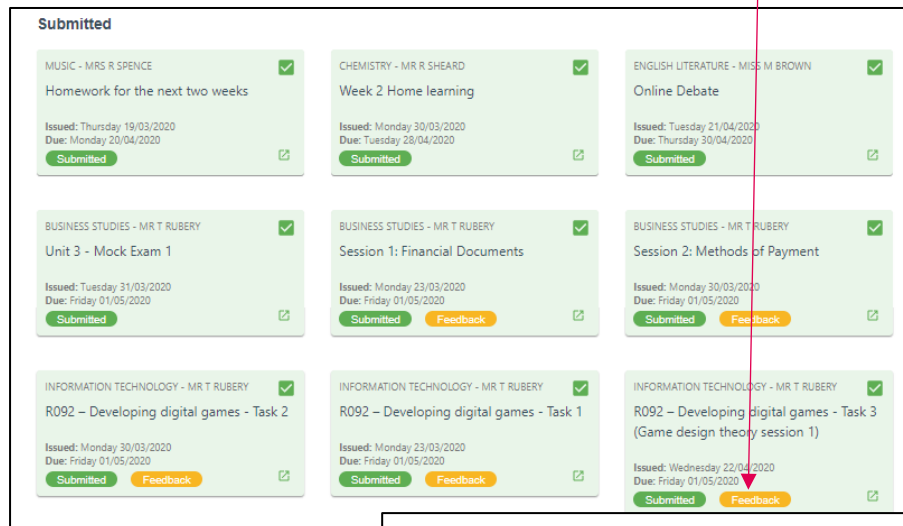 Submitted
MUSIC - MRS R SPENCE
Homework for the next two weeks
Issued: Thursday 19/03/2020
Due: Monday 20/04/2020
Submitted
CHEMISTRY - MR R SHEARD
Week 2 Home learning
Issued: Monday 30/03/2020
Due: Tuesday 28/04/2020
Submitted
ENGLISH LITERATURE - MISS M BROWN
Online Debate
Issued: Tuesday 21/04/2020
Due: Thursday 30/04/2020
Submitted
BUSINESS STUDIES - MR T RUBERY
Unit 3 - Mock Exam 1
Issued: Tuesday 31/03/2020
Due: Friday 01/05/2020
Submitted
BUSINESS STUDIES - MR T RUBERY
Session 1: Financial Documents
Issued: Monday 23/03/2020
Due: Friday 01/05/2020
Submitted Feedback
BUSINESS STUDIES - MR T RUBERY
Session 2: Methods of Payment
Issued: Monday 30/03/2020
Due: Friday 01/05/2020
Submitted Feedback
INFORMATION TECHNOLOGY - MR T RUBERY
R092 – Developing digital games - Task 2
Issued: Monday 30/03/2020
Due: Friday 01/05/2020
Submitted Feedback
INFORMATION TECHNOLOGY - MR T RUBERY
R092 – Developing digital games - Task 1
Issued: Monday 23/03/2020
Due: Friday 01/05/2020
Submitted Feedback
INFORMATION TECHNOLOGY - MR T RUBERY
R092 – Developing digital games - Task 3
(Game design theory session 1)
Issued: Wednesday 22/04/2020
Due: Friday 01/05/2020
Submitted Feedback